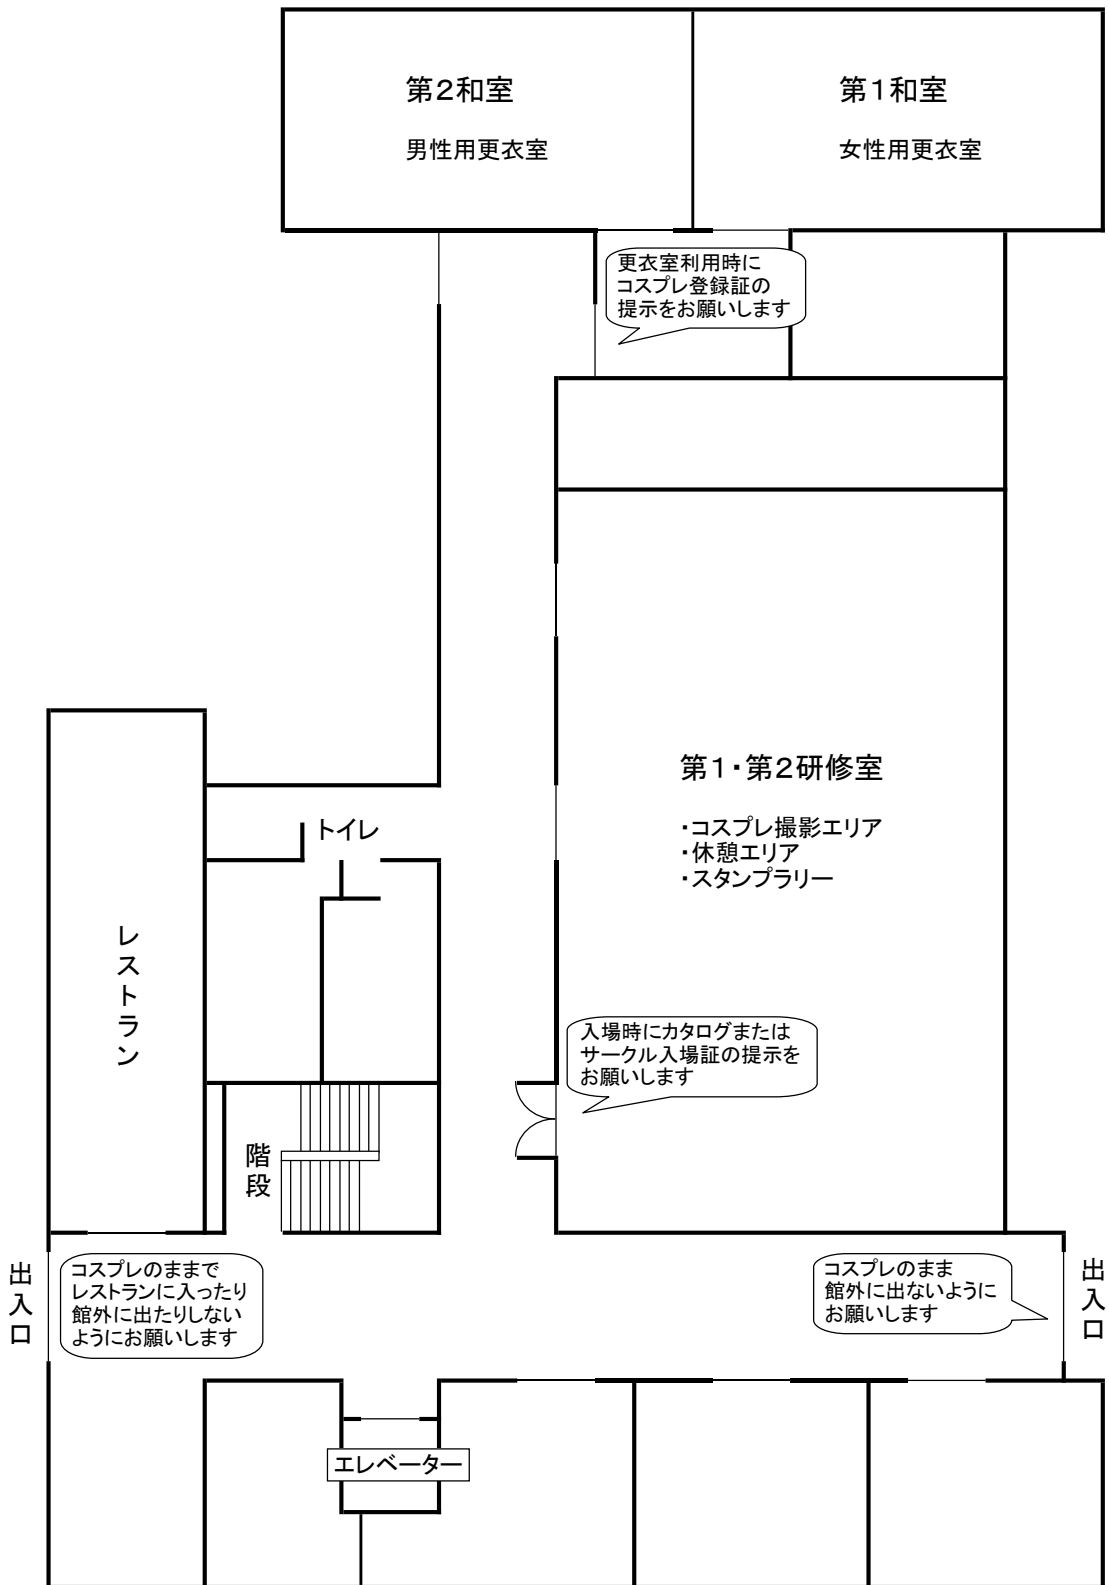 第2和室
男性用更衣室
第1和室
女性用更衣室
更衣室利用時に
コスプレ登録証の
提示をお願いします
第1・第2研修室
・コスプレ撮影エリア
・休憩エリア
・スタンプラリー
トイレ
レストラン
入場時にカタログまたは
サークル入場証の提示を
お願いします
階段
出入口
コスプレのままで
レストランに入ったり
館外に出たりしない
ようにお願いします
コスプレのまま
館外に出ないように
お願いします
出入口
エレベーター